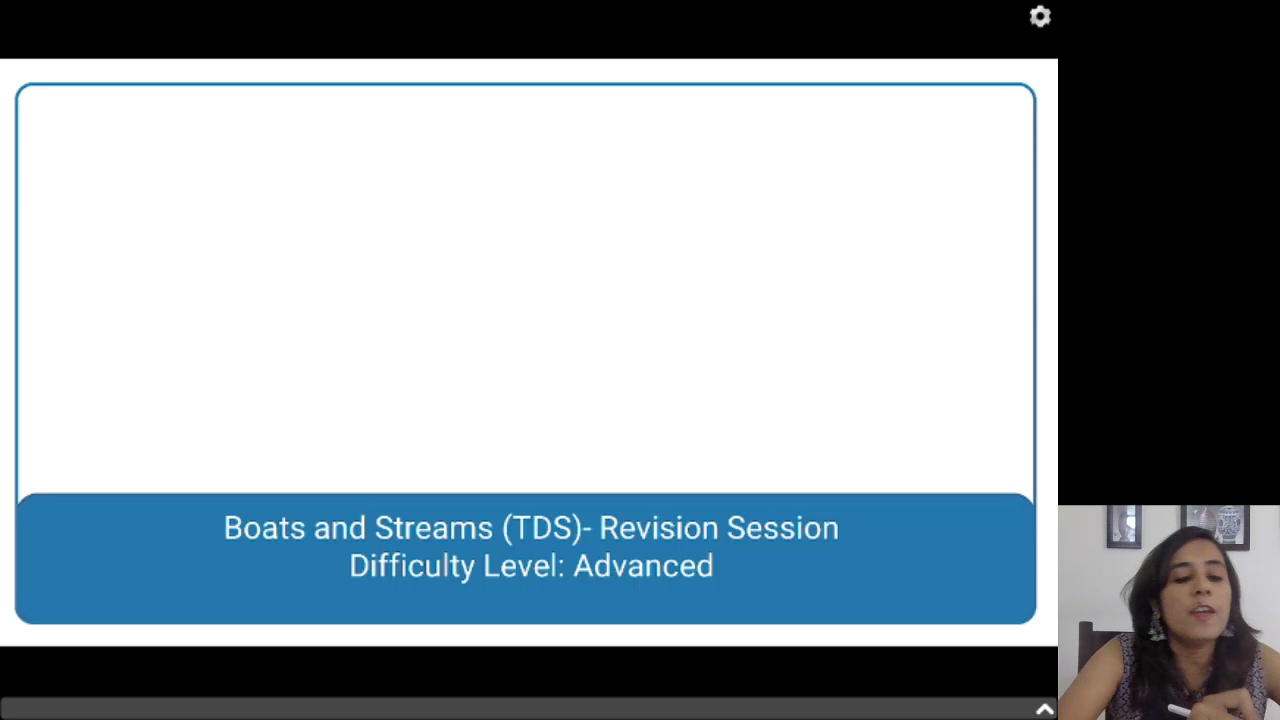 Boats and Streams (TDS)- Revision Session
Difficulty Level: Advanced